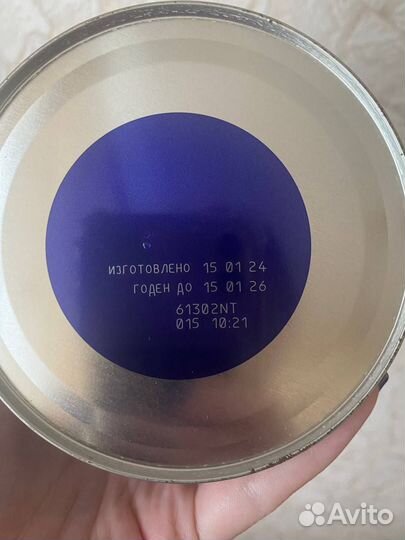 ИЗГОТОВЛЕНО 15 01 24
ГОДЕН ДО 15 01 26
61302NT
015 10:21
Avito